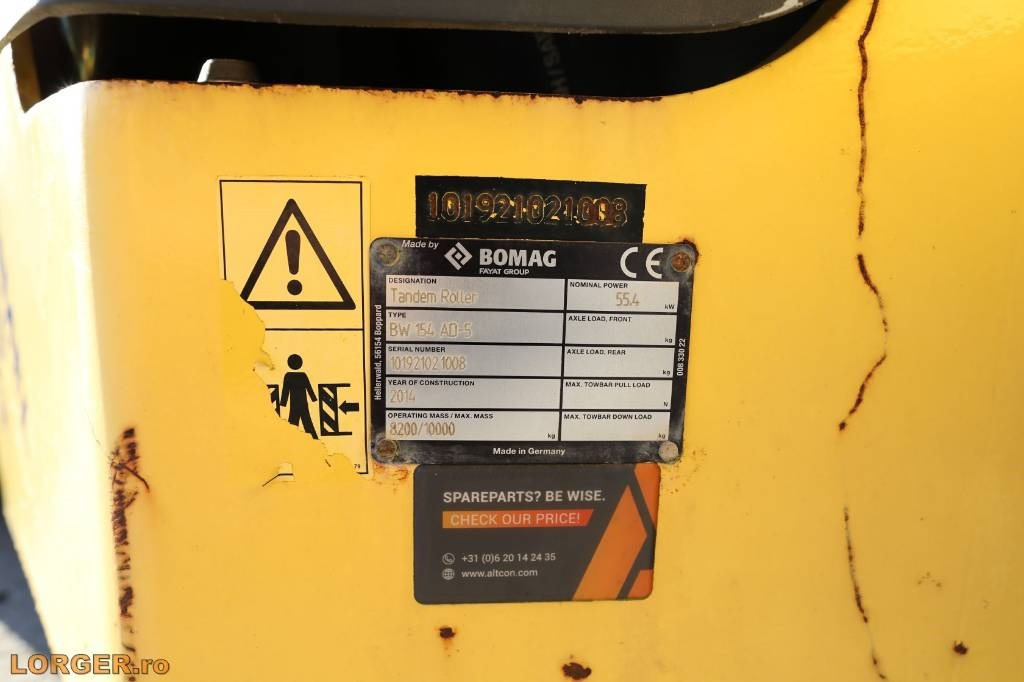 101921021008
Made by BOMAG CE
FAYAT GROUP
DESIGNATION
Tandem Roller
NOMINAL POWER
55.4 kW
TYPE
BW 154 AD-5
AXLE LOAD, FRONT
kg
SERIAL NUMBER
101921021008
AXLE LOAD, REAR
kg
YEAR OF CONSTRUCTION
2014
MAX. TOWBAR PULL LOAD
N
OPERATING MASS / MAX. MASS
8200/10000 kg
MAX. TOWBAR DOWN LOAD
kg
Made in Germany
Hellerwald, 56154 Boppard
008 330 22
79
SPAREPARTS? BE WISE.
CHECK OUR PRICE!
+31 (0)6 20 14 24 35
www.altcon.com
LORGER.ro